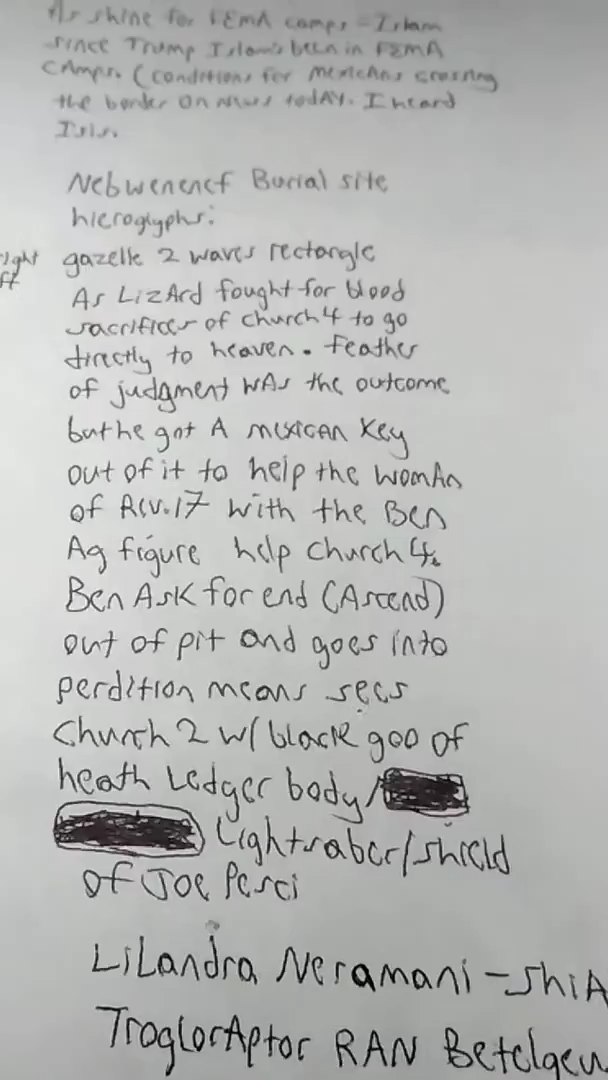 As shine for FEMA camps = Islam
since Trump Islam's been in FEMA
CAmps. (conditions for mexicans crossing
the border on news todAY. I heard
Isis.
Nebwenenef Burial site
hieroglyphs:
gazelle 2 waves rectangle
As LizArd fought for blood
sacrifices of church 4 to go
directly to heaven. Feather
of judgment WAs the outcome
but he got A mexican Key
out of it to help the womAn
of Rev.17 with the Ben
Ag figure help church 4.
Ben Ask for end (Ascend)
out of pit and goes into
perdition means sees
Church 2 w/ black goo of
heath Ledger body/
Lightsaber/shield
of Joe Pesci
LiLandra Neramani - ShiA
TroglorAptor RAN Betelgeu